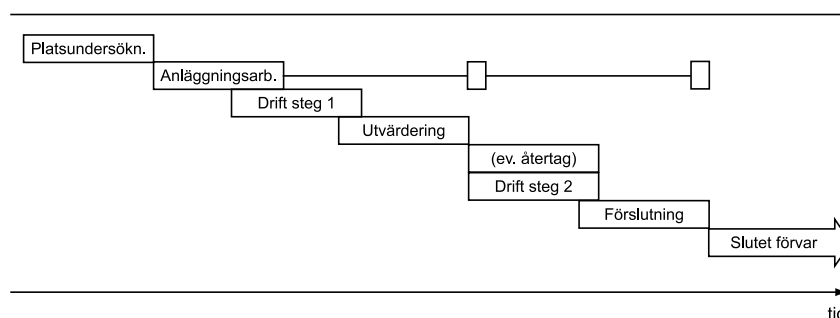 Platsundersökn.
Anläggningsarb.
Drift steg 1
Utvärdering
(ev. återtag)
Drift steg 2
Förslutning
Slutet förvar